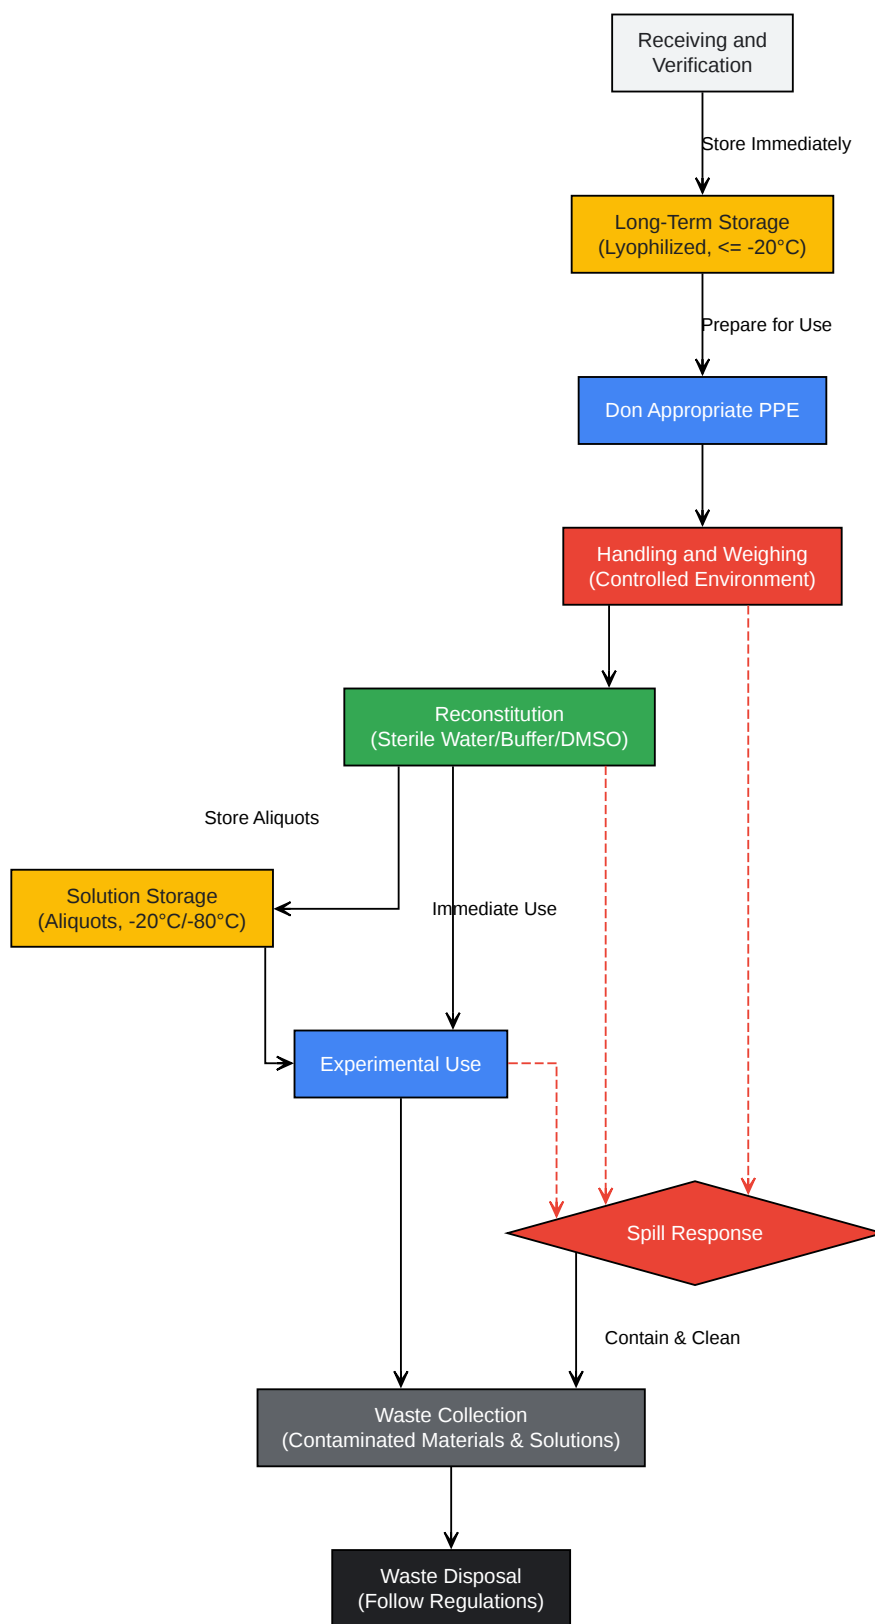 Receiving and
Verification
Store Immediately
Long-Term Storage
(Lyophilized, <= -20°C)
Prepare for Use
Don Appropriate PPE
Handling and Weighing
(Controlled Environment)
Reconstitution
(Sterile Water/Buffer/DMSO)
Store Aliquots
Solution Storage
(Aliquots, -20°C/-80°C)
Immediate Use
Experimental Use
Spill Response
Contain & Clean
Waste Collection
(Contaminated Materials & Solutions)
Waste Disposal
(Follow Regulations)